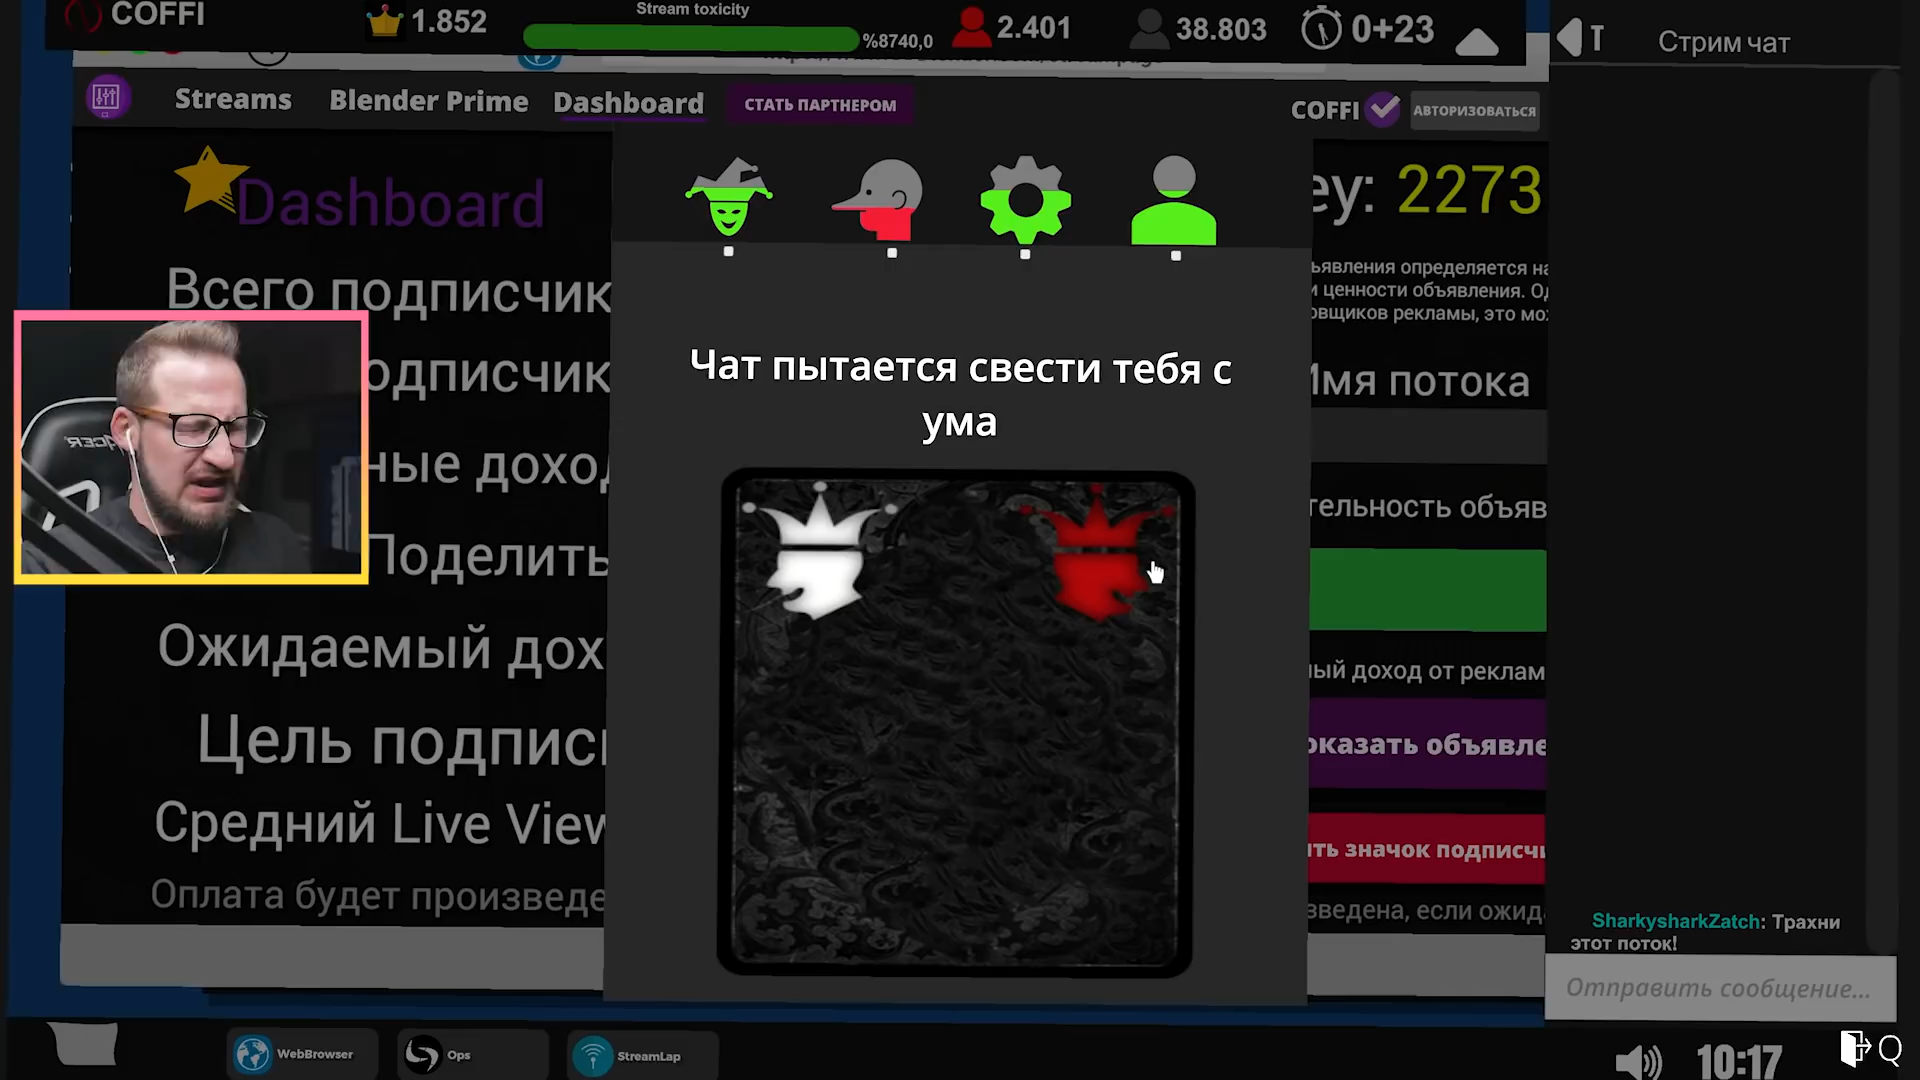 COFFI
1.852
Stream toxicity
%8740,0
2.401
38.803
0+23
T
Стрим чат
Streams
Blender Prime
Dashboard
СТАТЬ ПАРТНЕРОМ
COFFI
АВТОРИЗОВАТЬСЯ
Dashboard
ey: 2273
Всего подписчик
ъявления определяется на
и ценности объявления. О
овщиков рекламы, это мо
Чат пытается свести тебя с
ума
одписчик
Имя потока
ные доход
тельность объяв
Поделить
Ожидаемый дох
ый доход от реклам
Цель подпис
оказать объявле
Средний Live View
ть значок подписчи
Оплата будет произведе
зведена, если ожид
SharkysharkZatch: Трахни
этот поток!
Отправить сообщение...
WebBrowser
Ops
StreamLap
10:17
Q